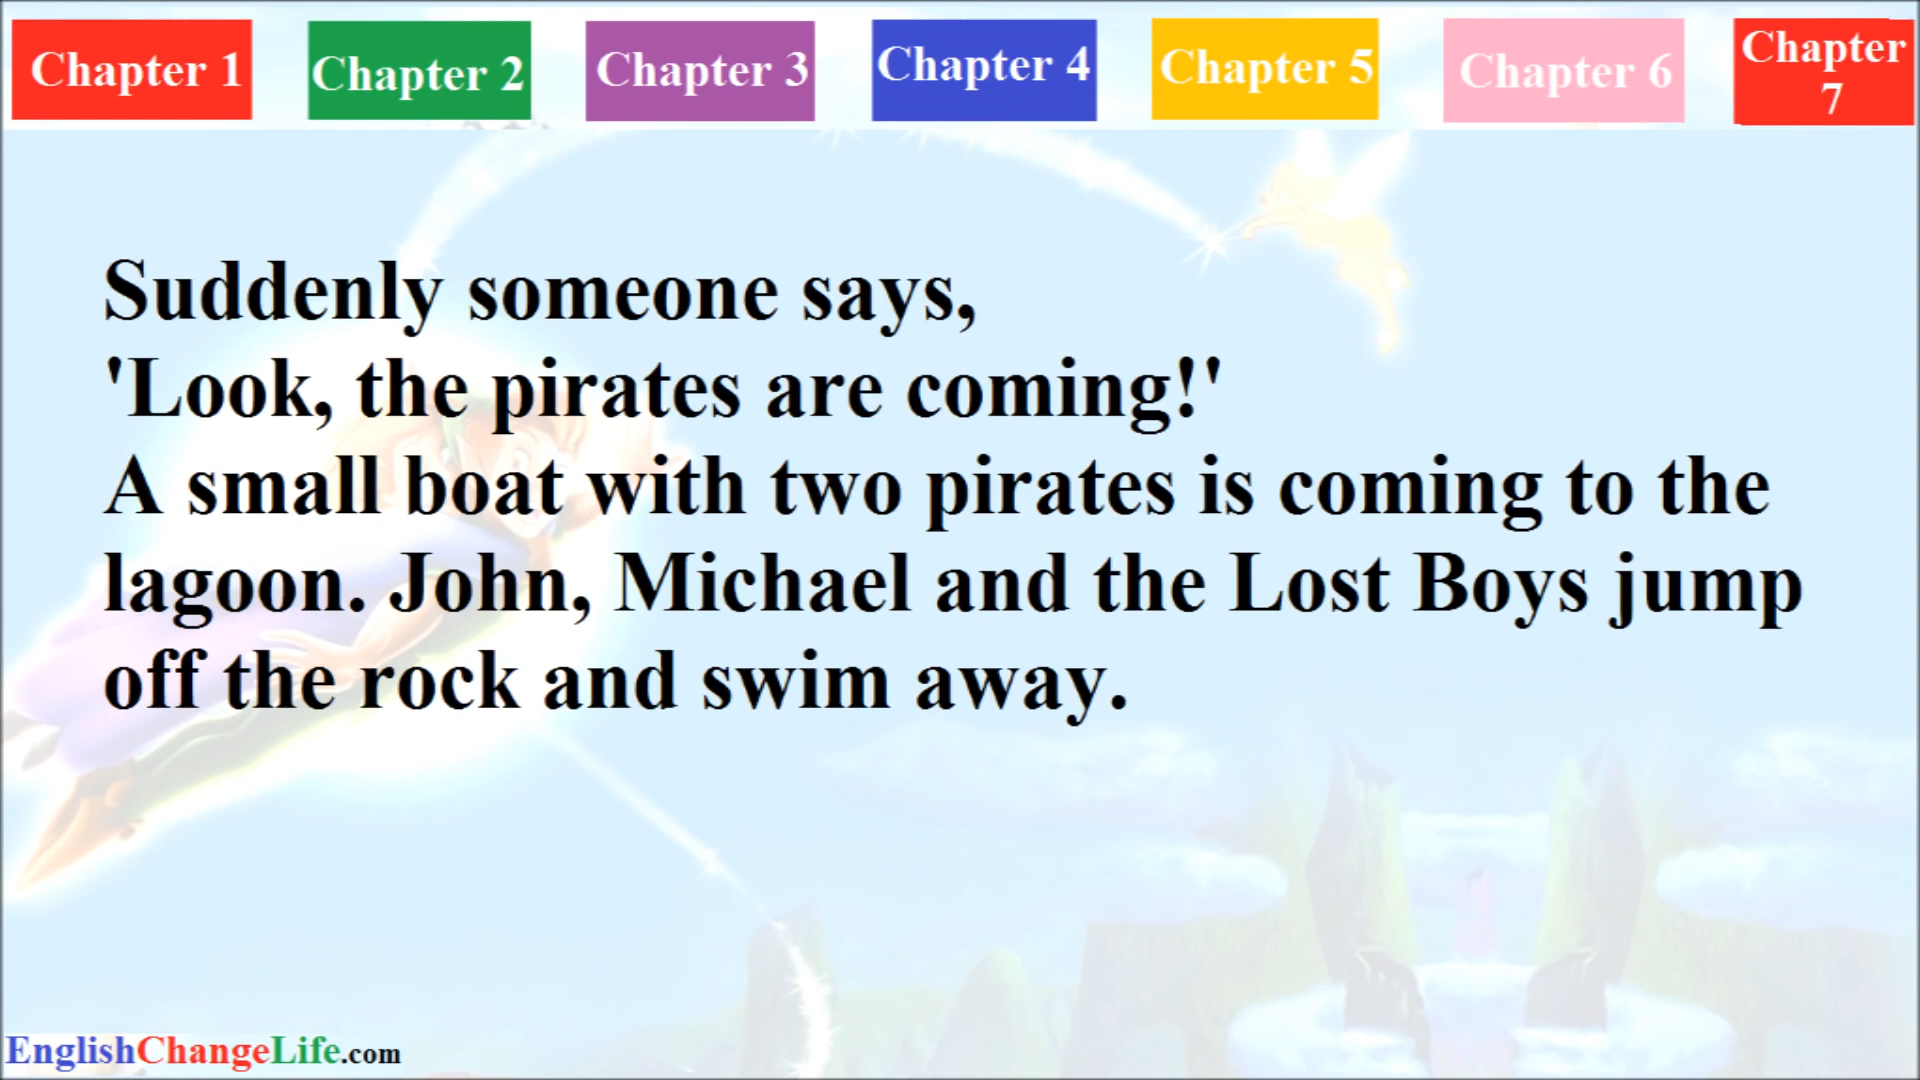 Chapter 1
Chapter 2
Chapter 3
Chapter 4
Chapter 5
Chapter 6
Chapter
7
Suddenly someone says,
'Look, the pirates are coming!'
A small boat with two pirates is coming to the
lagoon. John, Michael and the Lost Boys jump
off the rock and swim away.
EnglishChangeLife.com